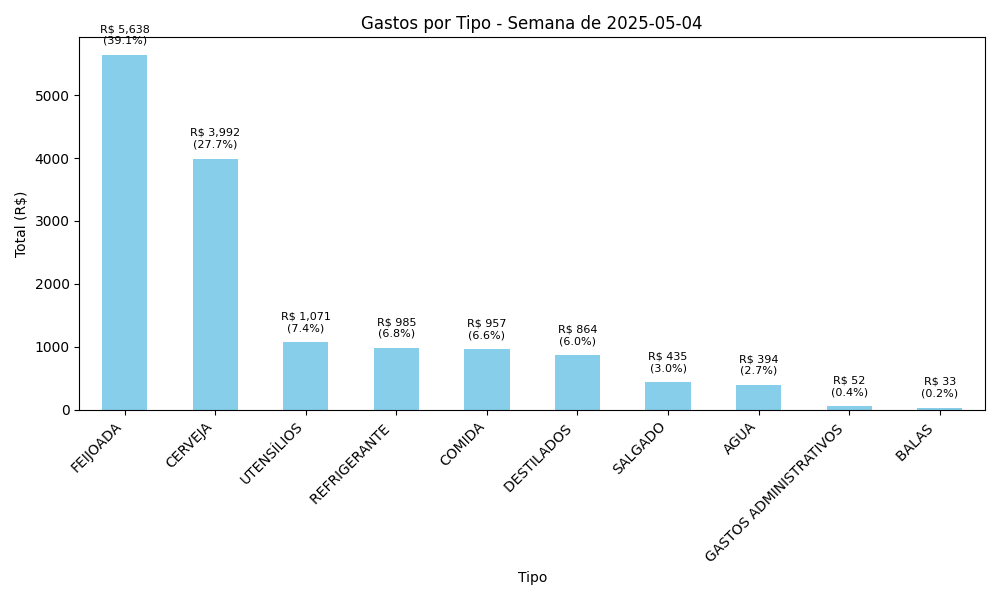 Gastos por Tipo - Semana de 2025-05-04
R$ 5,638
(39.1%)
R$ 3,992
(27.7%)
R$ 1,071
(7.4%)
R$ 985
(6.8%)
R$ 957
(6.6%)
R$ 864
(6.0%)
R$ 435
(3.0%)
R$ 394
(2.7%)
R$ 52
(0.4%)
R$ 33
(0.2%)
Total (R$)
5000
4000
3000
2000
1000
0
FEIJOADA
CERVEJA
UTENSÍLIOS
REFRIGERANTE
COMIDA
DESTILADOS
SALGADO
AGUA
GASTOS ADMINISTRATIVOS
BALAS
Tipo